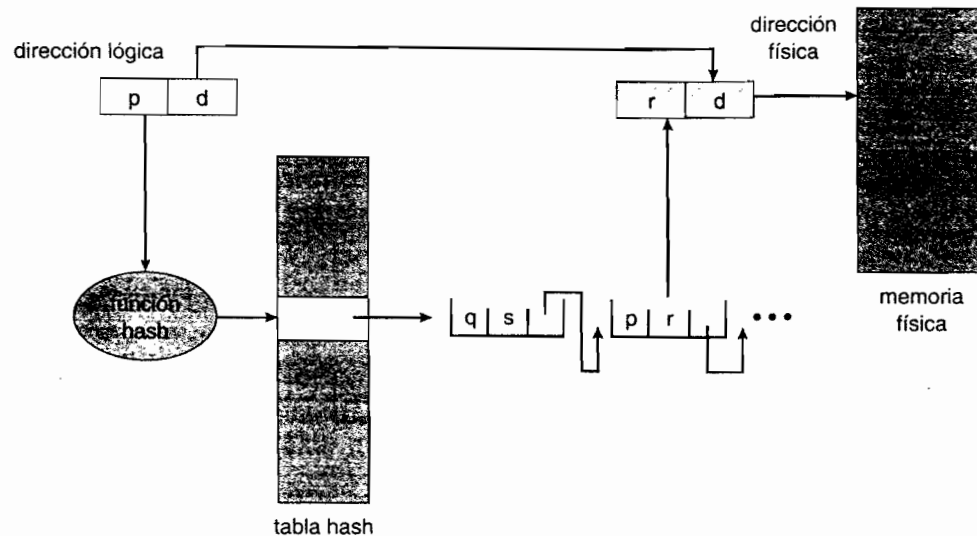 dirección lógica
p d
dirección
física
r d
función
hash
q s
p r
•••
memoria
física
tabla hash